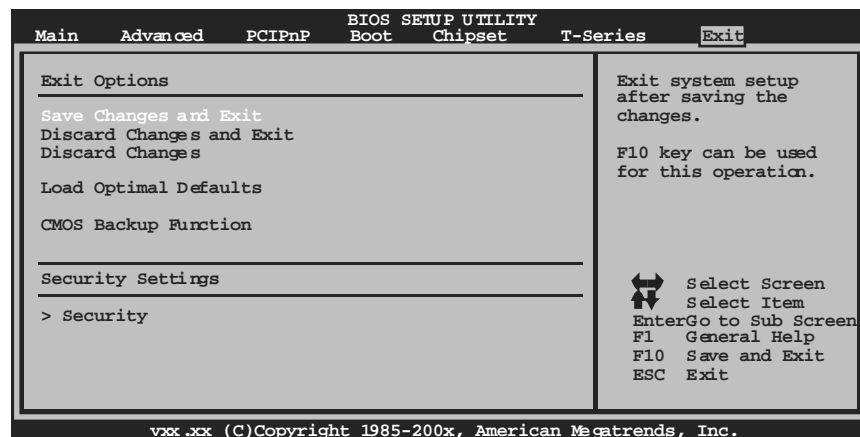 BIOS SETUP UTILITY
Main Advanced PCIPnP Boot Chipset T-Series Exit
Exit Options
Save Changes and Exit
Discard Changes and Exit
Discard Changes
Load Optimal Defaults
CMOS Backup Function
Security Settings
> Security
Exit system setup
after saving the
changes.
F10 key can be used
for this operation.
Select Screen
Select Item
Enter Go to Sub Screen
F1 General Help
F10 Save and Exit
ESC Exit
vxx.xx (C)Copyright 1985-200x, American Megatrends, Inc.